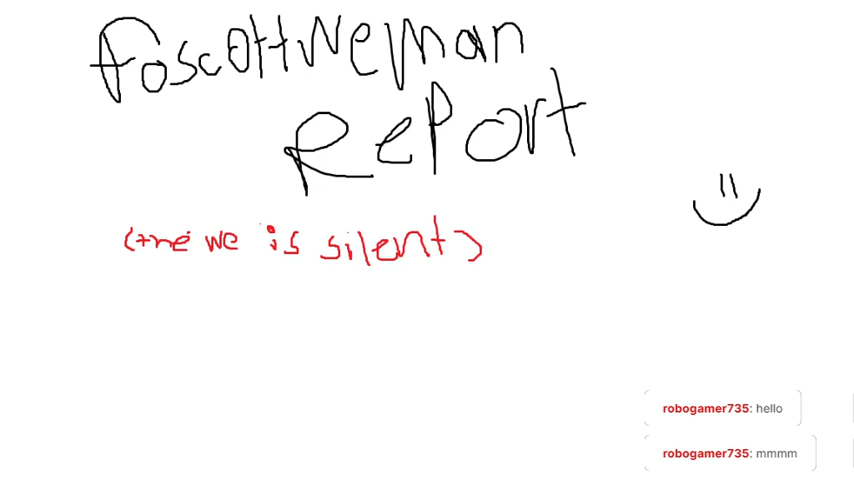 foscottweman
Report
(the we is silent)
robogamer735: hello
robogamer735: mmmm